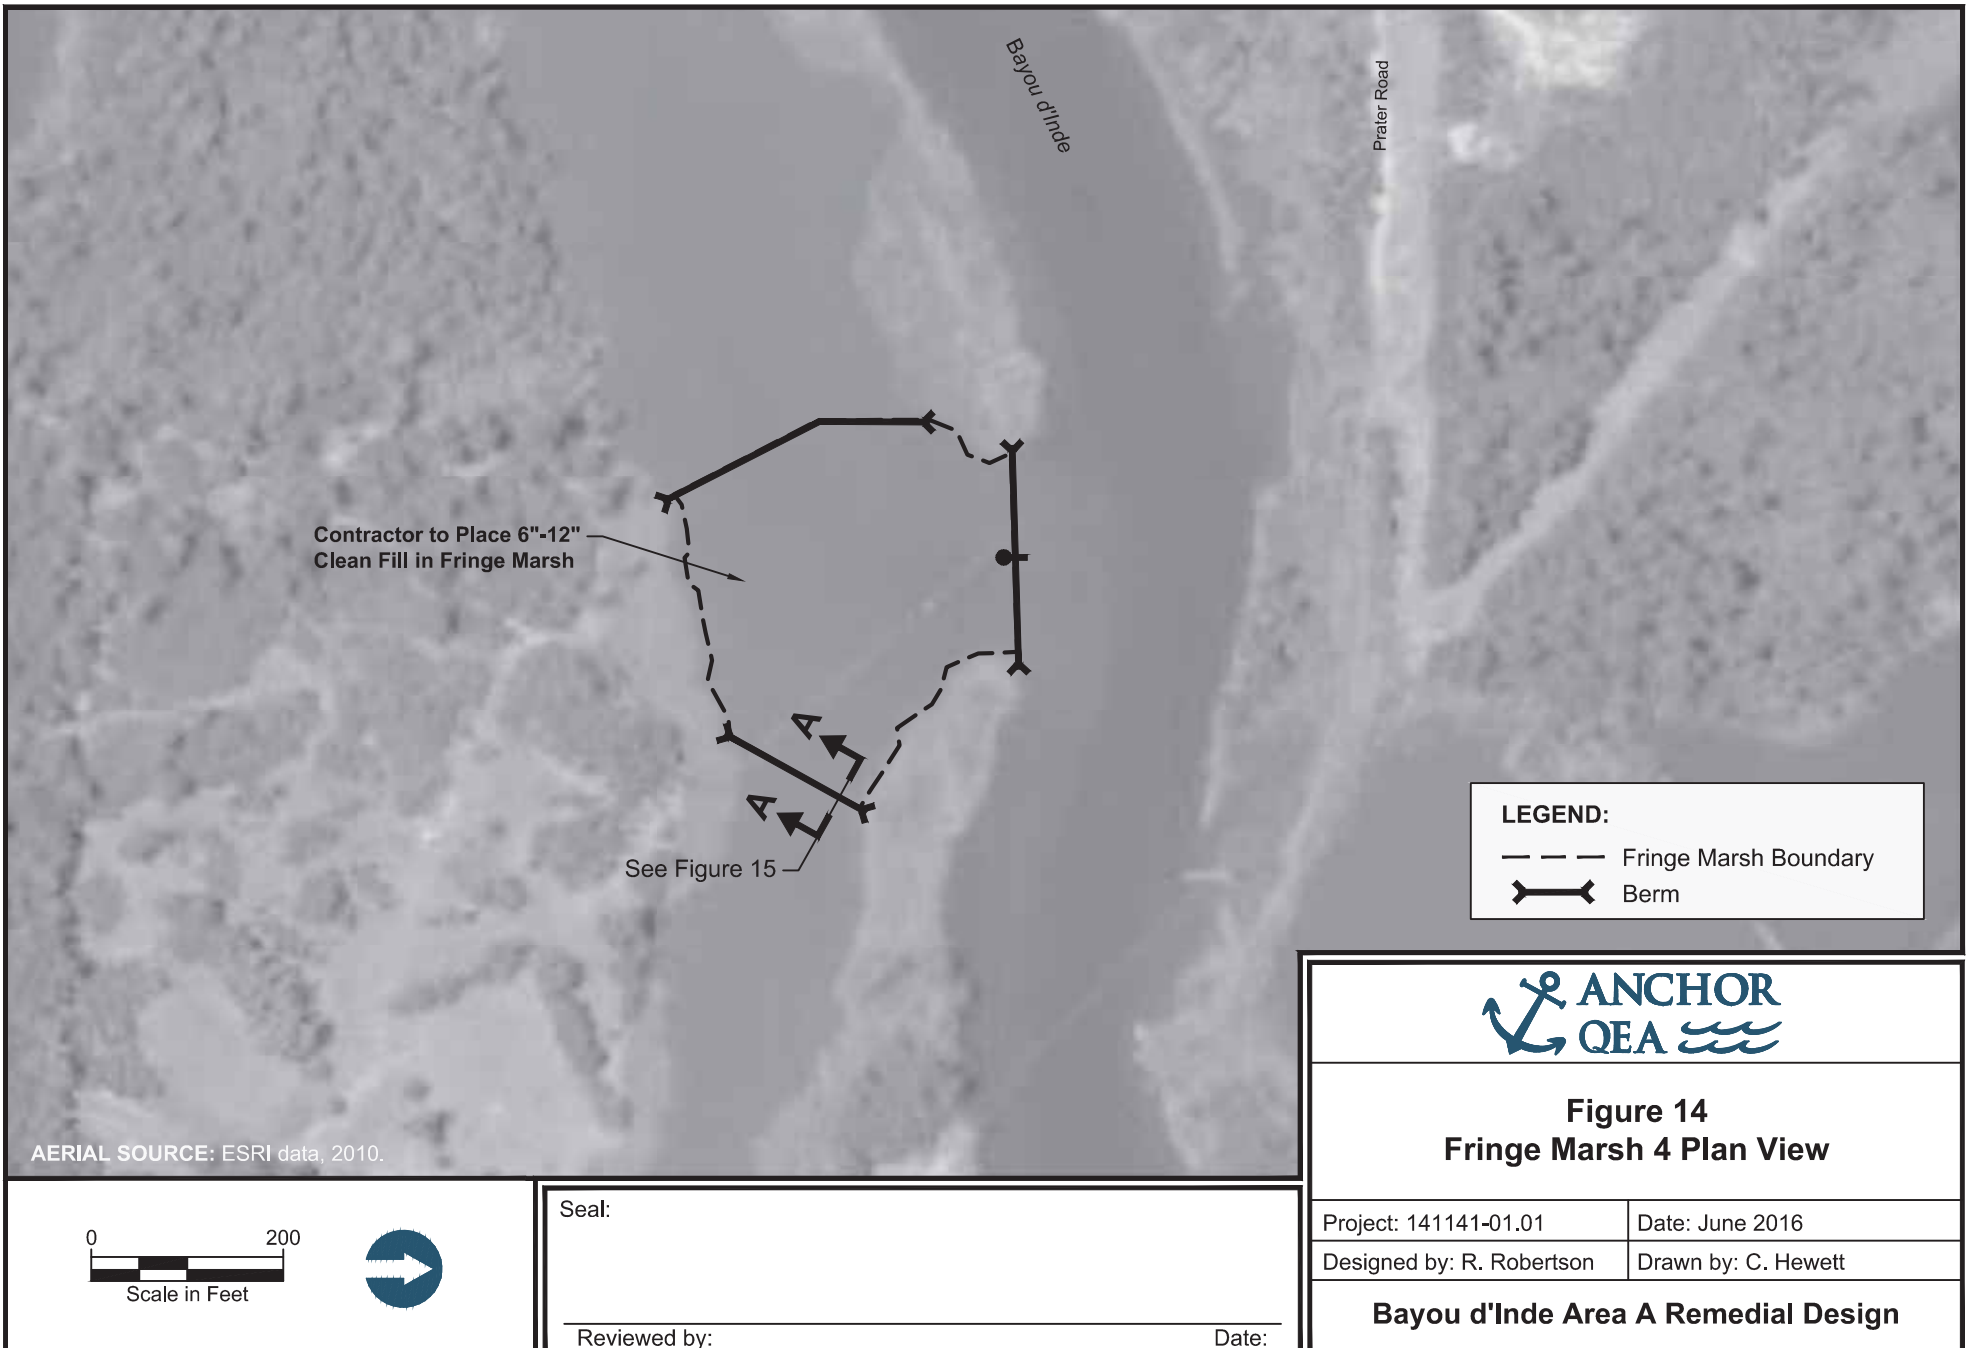 Bayou d'Inde
Prater Road
Contractor to Place 6"-12"
Clean Fill in Fringe Marsh
A
A
See Figure 15
LEGEND:
Fringe Marsh Boundary
Berm
AERIAL SOURCE: ESRI data, 2010.
0 200
Scale in Feet
Seal:
Reviewed by: Date:
ANCHOR
QEA
Figure 14
Fringe Marsh 4 Plan View
Project: 141141-01.01
Date: June 2016
Designed by: R. Robertson
Drawn by: C. Hewett
Bayou d'Inde Area A Remedial Design